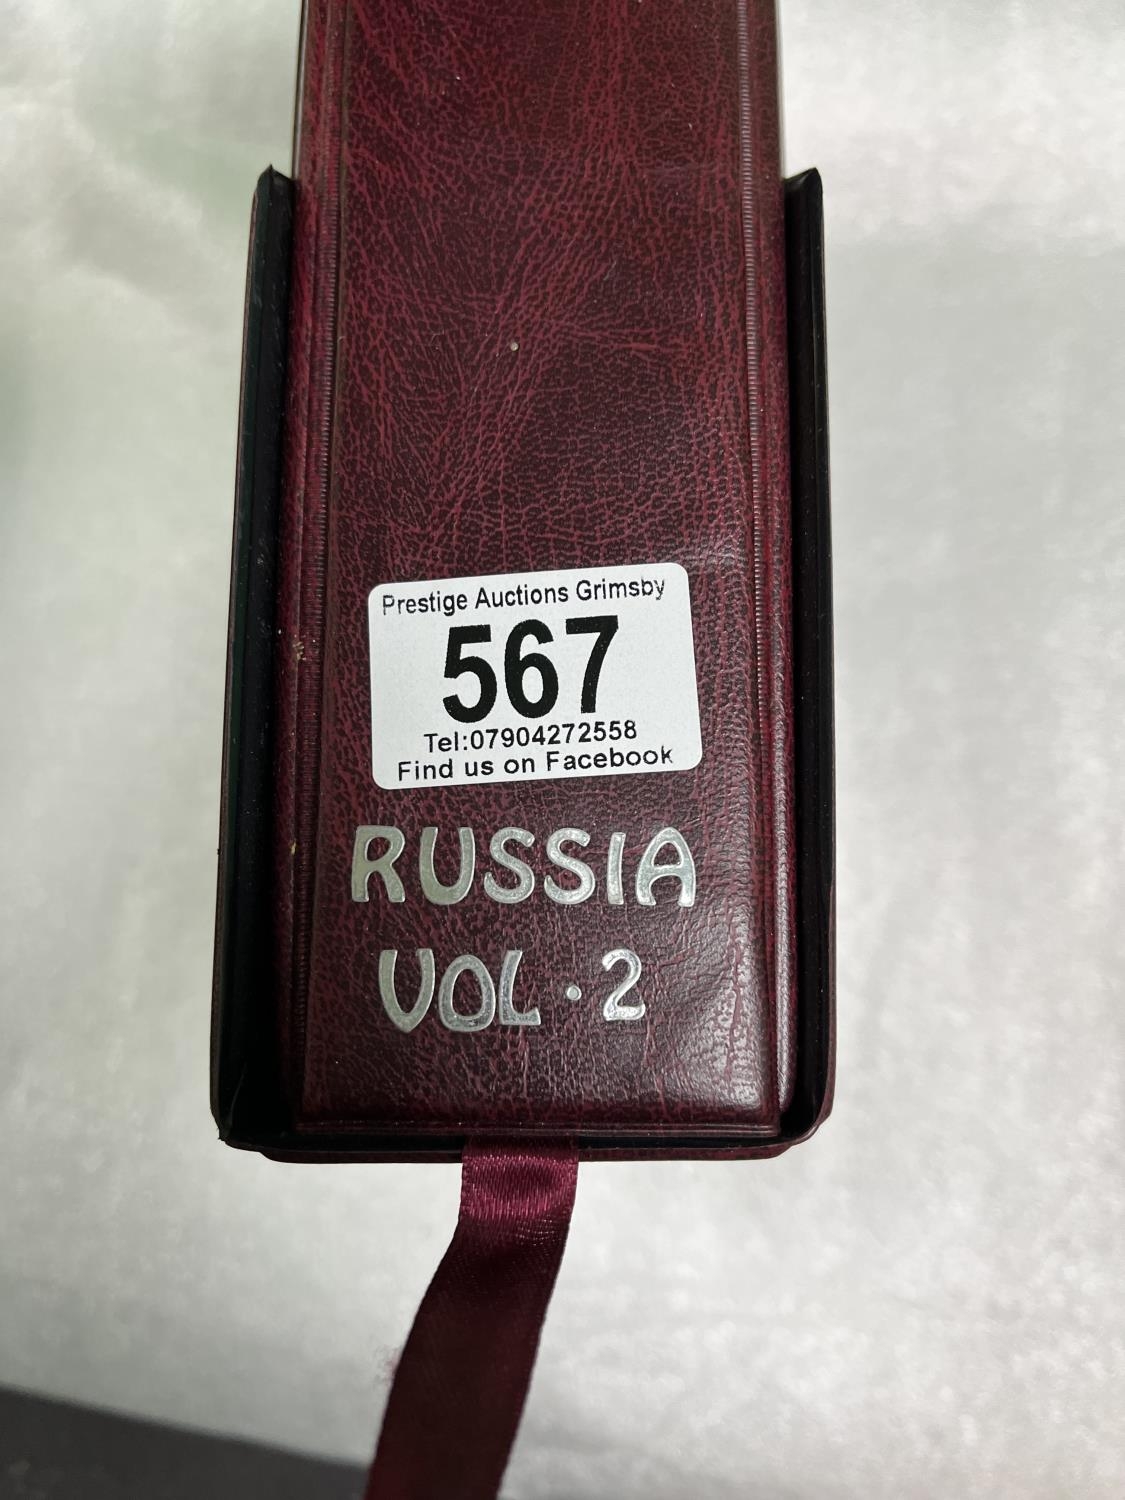 Prestige Auctions Grimsby
567
Tel:07904272558
Find us on Facebook
RUSSIA
VOL · 2